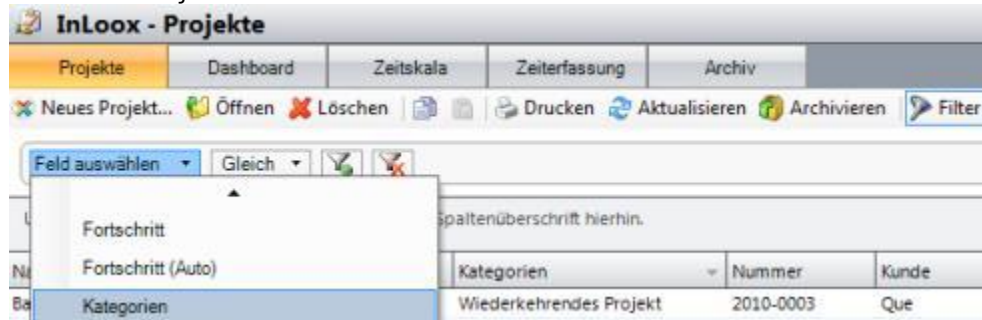 InLoox - Projekte
Projekte Dashboard Zeitskala Zeiterfassung Archiv
Neues Projekt... Öffnen Löschen Drucken Aktualisieren Archivieren Filter
Feld auswählen Gleich
Spaltenüberschrift hierhin.
Fortschritt
Fortschritt (Auto)
Kategorien Nummer Kunde
Kategorien
Wiederkehrendes Projekt 2010-0003 Que